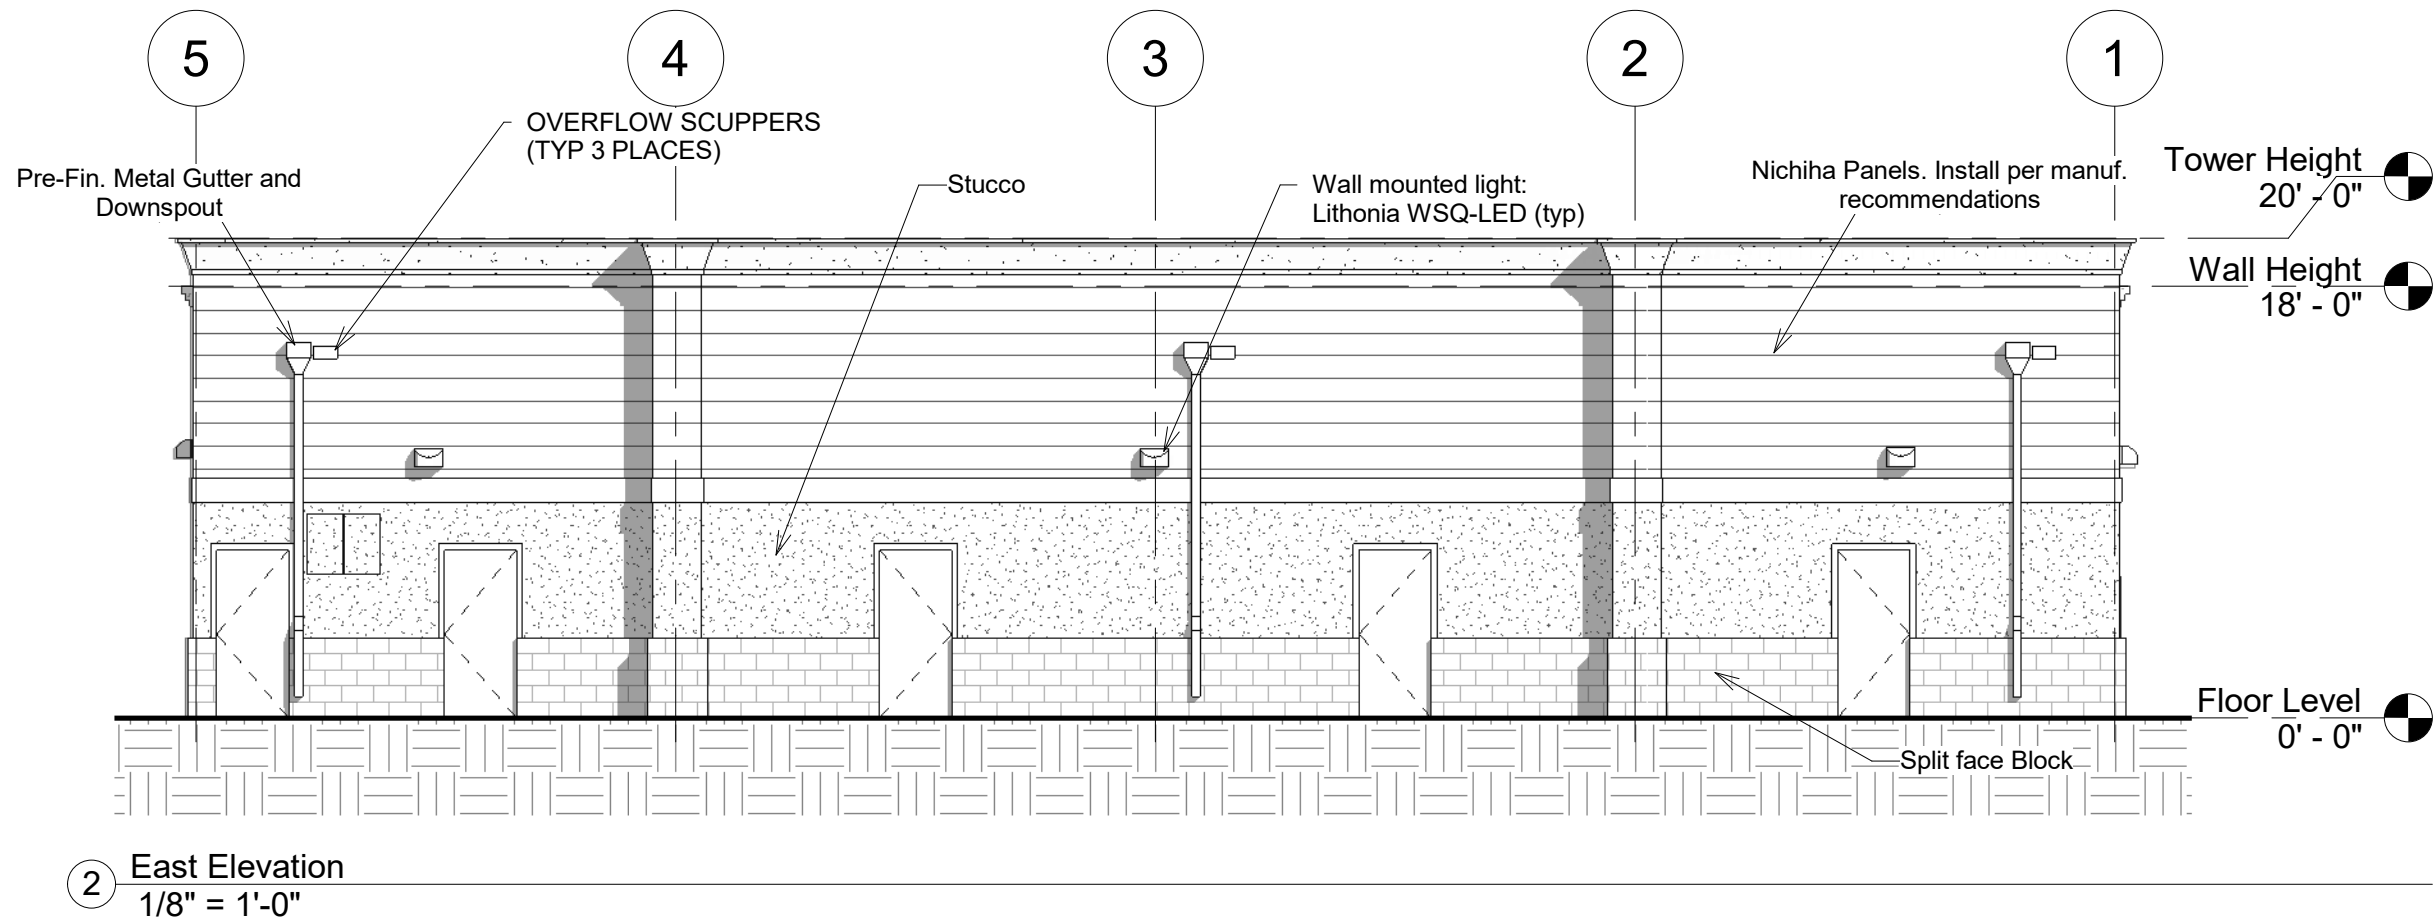 5
4
3
2
1
OVERFLOW SCUPPERS
(TYP 3 PLACES)
Pre-Fin. Metal Gutter and
Downspout
Stucco
Wall mounted light:
Lithonia WSQ-LED (typ)
Nichiha Panels. Install per manuf.
recommendations
Tower Height
20' - 0"
Wall Height
18' - 0"
Floor Level
0' - 0"
Split face Block
2
East Elevation
1/8" = 1'-0"